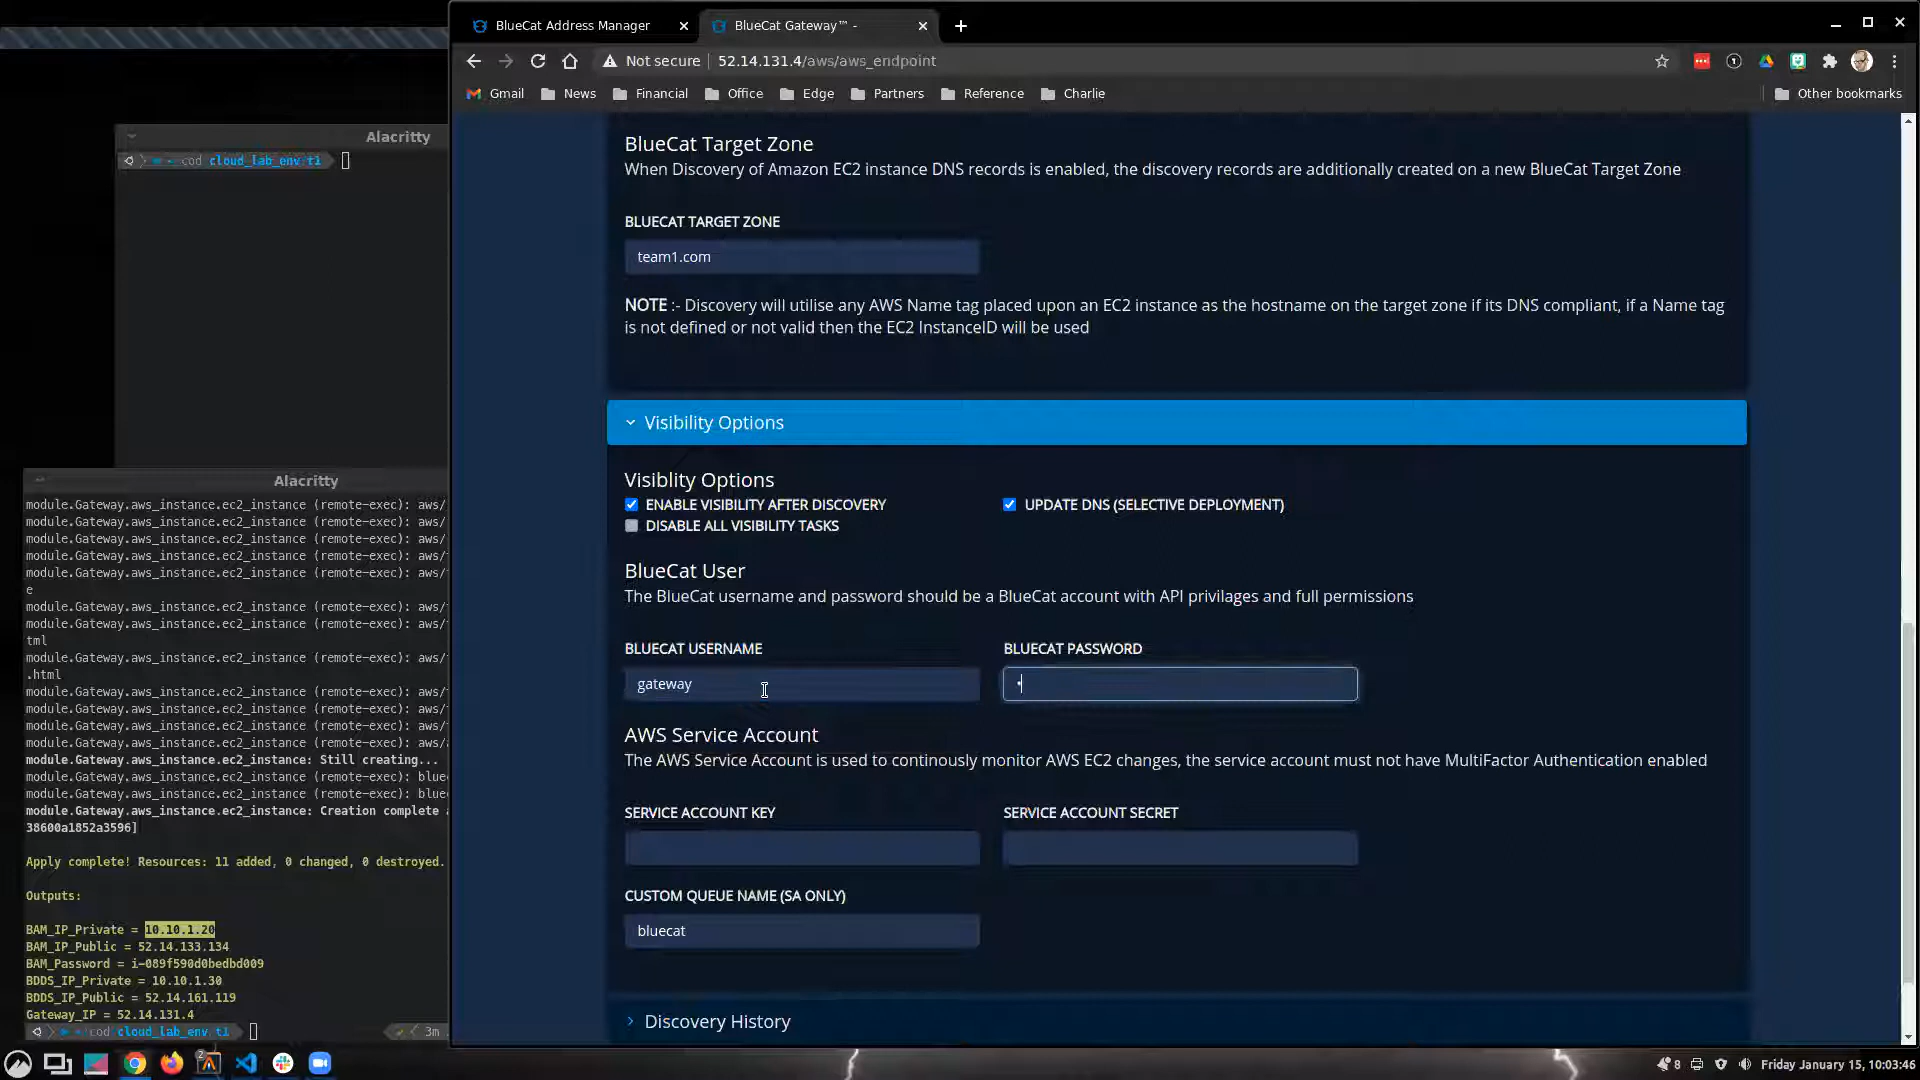 BlueCat Address Manager
BlueCat Gateway™ -
Not secure
52.14.131.4/aws/aws_endpoint
Gmail
News
Financial
Office
Edge
Partners
Reference
Charlie
Other bookmarks
Alacritty
cod cloud_lab_env.t1
BlueCat Target Zone
When Discovery of Amazon EC2 instance DNS records is enabled, the discovery records are additionally created on a new BlueCat Target Zone
BLUECAT TARGET ZONE
team1.com
NOTE :- Discovery will utilise any AWS Name tag placed upon an EC2 instance as the hostname on the target zone if its DNS compliant, if a Name tag
is not defined or not valid then the EC2 InstanceID will be used
Visibility Options
Visiblity Options
ENABLE VISIBILITY AFTER DISCOVERY
UPDATE DNS (SELECTIVE DEPLOYMENT)
DISABLE ALL VISIBILITY TASKS
BlueCat User
The BlueCat username and password should be a BlueCat account with API privilages and full permissions
BLUECAT USERNAME
BLUECAT PASSWORD
gateway
AWS Service Account
The AWS Service Account is used to continously monitor AWS EC2 changes, the service account must not have MultiFactor Authentication enabled
SERVICE ACCOUNT KEY
SERVICE ACCOUNT SECRET
CUSTOM QUEUE NAME (SA ONLY)
bluecat
Discovery History
Alacritty
module.Gateway.aws_instance.ec2_instance (remote-exec): aws/
module.Gateway.aws_instance.ec2_instance (remote-exec): aws/
module.Gateway.aws_instance.ec2_instance (remote-exec): aws/
module.Gateway.aws_instance.ec2_instance (remote-exec): aws/
module.Gateway.aws_instance.ec2_instance (remote-exec): aws/
e
module.Gateway.aws_instance.ec2_instance (remote-exec): aws/
module.Gateway.aws_instance.ec2_instance (remote-exec): aws/
tml
module.Gateway.aws_instance.ec2_instance (remote-exec): aws/
.html
module.Gateway.aws_instance.ec2_instance (remote-exec): aws/
module.Gateway.aws_instance.ec2_instance (remote-exec): aws/
module.Gateway.aws_instance.ec2_instance (remote-exec): aws/
module.Gateway.aws_instance.ec2_instance (remote-exec): aws/
module.Gateway.aws_instance.ec2_instance: Still creating...
module.Gateway.aws_instance.ec2_instance (remote-exec): blue
module.Gateway.aws_instance.ec2_instance (remote-exec): blue
module.Gateway.aws_instance.ec2_instance: Creation complete a
38600a1852a3596]
Apply complete! Resources: 11 added, 0 changed, 0 destroyed.
Outputs:
BAM_IP_Private = 10.10.1.20
BAM_IP_Public = 52.14.133.134
BAM_Password = i-089f590d0bedbd009
BDDS_IP_Private = 10.10.1.30
BDDS_IP_Public = 52.14.161.119
Gateway_IP = 52.14.131.4
cod cloud_lab_env.t1
3m
2
8
Friday January 15, 10:03:46